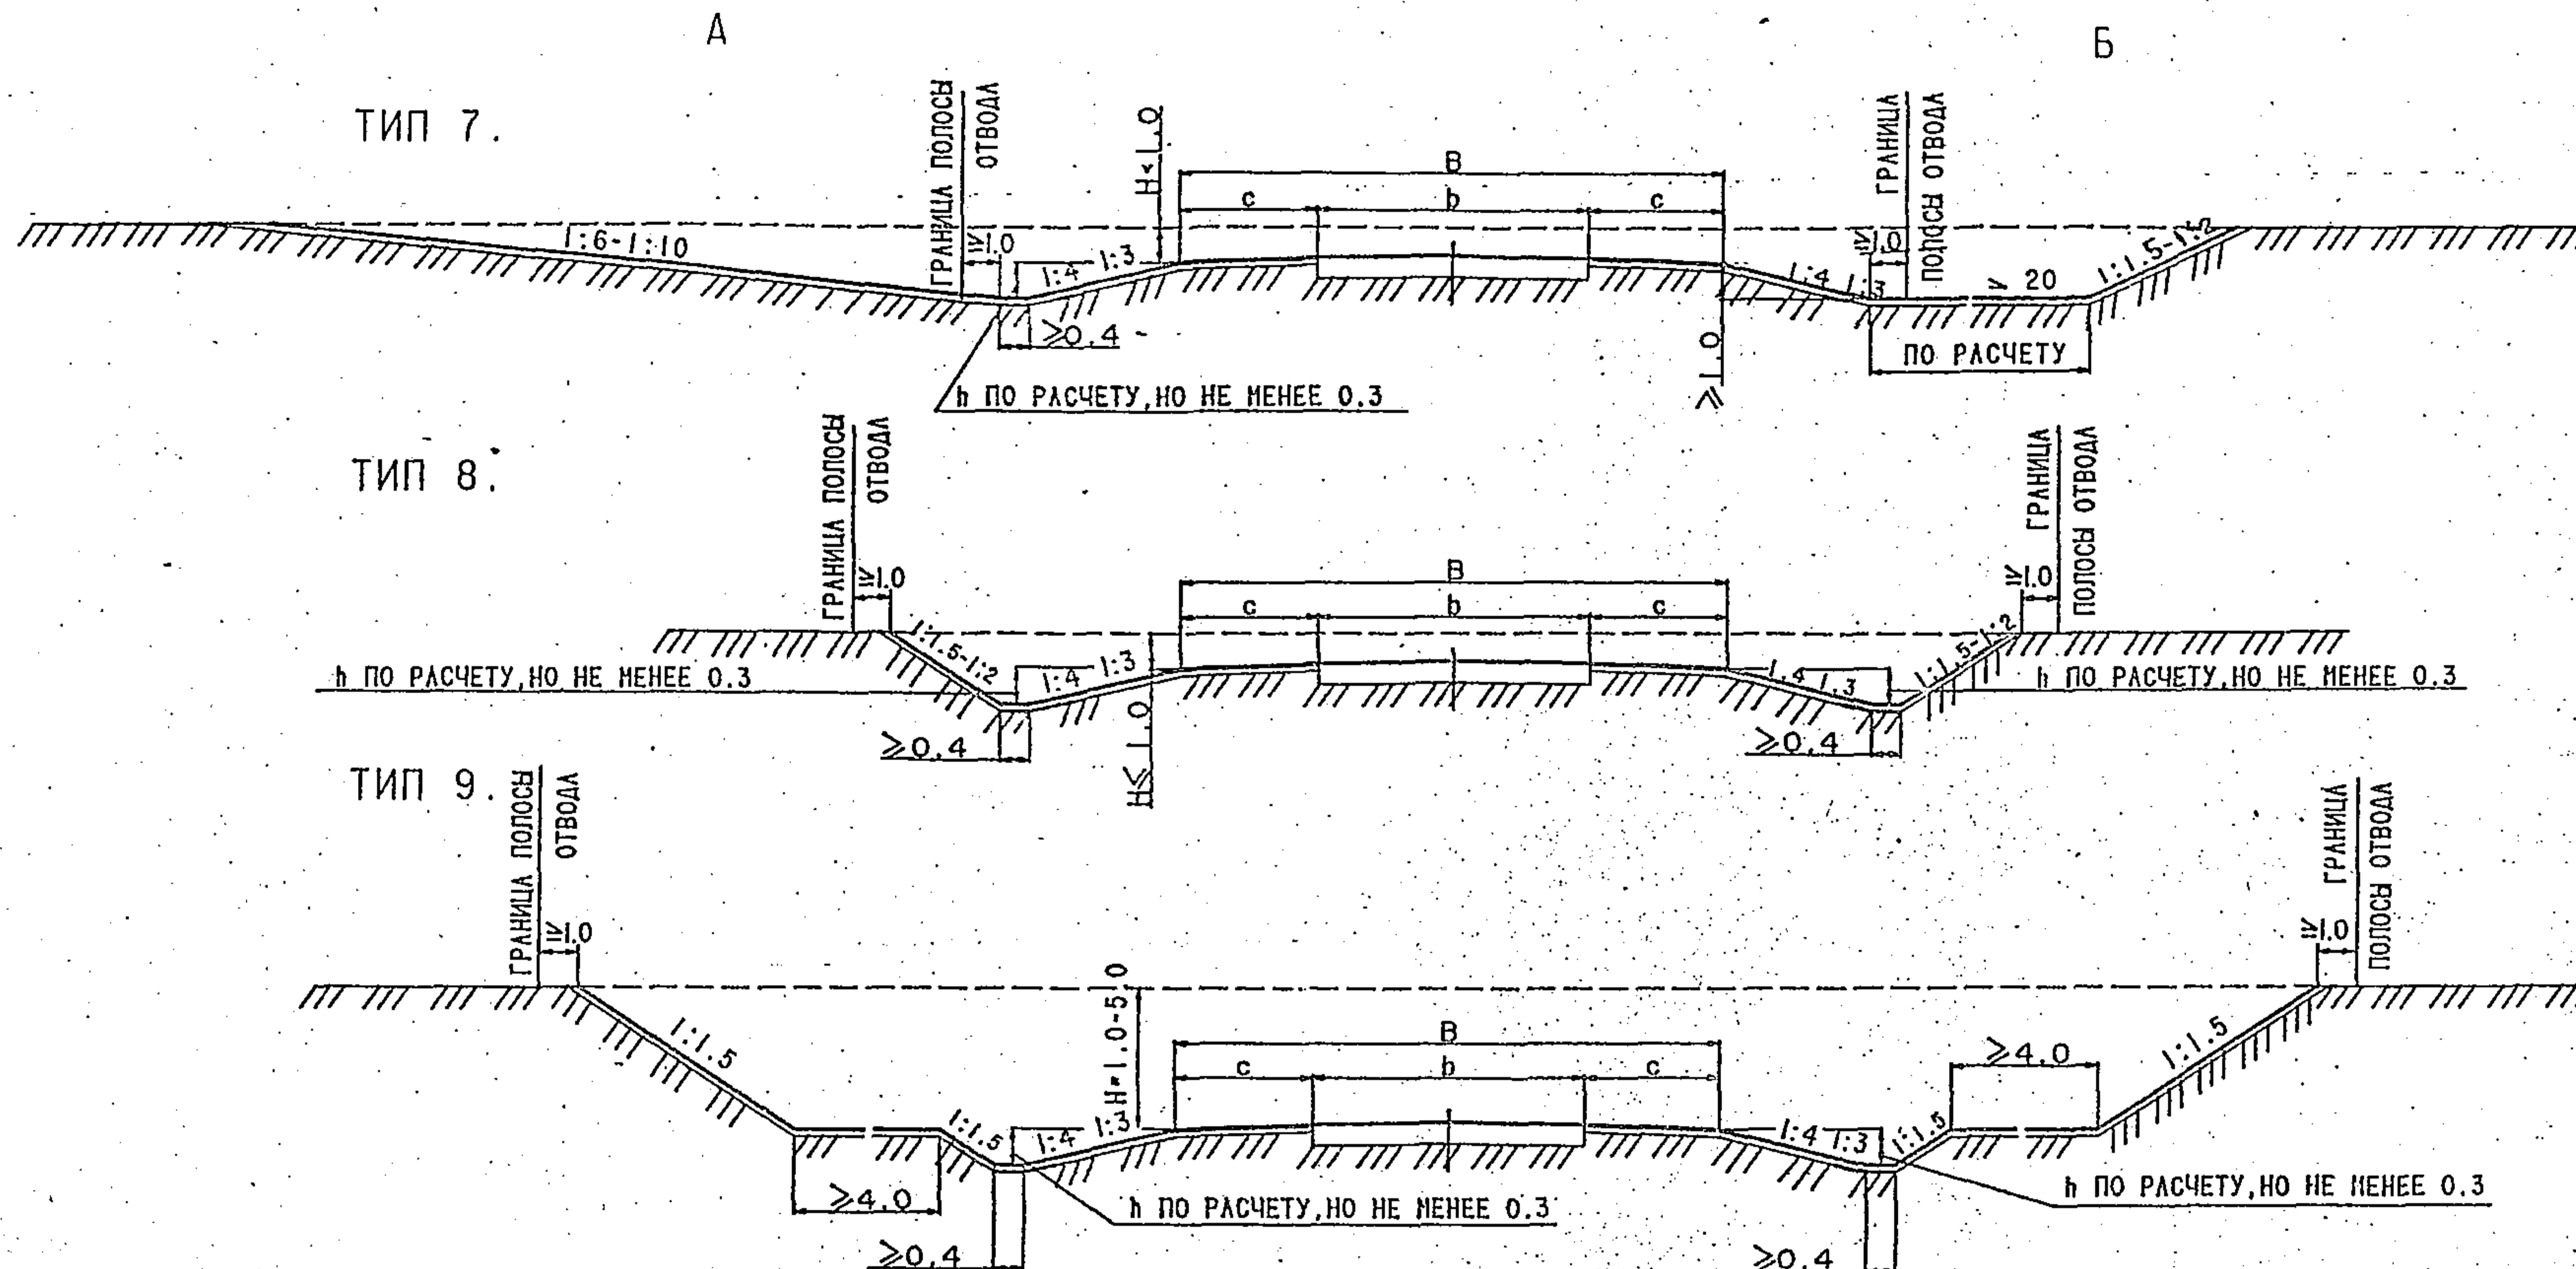 А
Б
ТИП 7.
ГРАНИЦА ПОЛОСЫ
ОТВОДА
H<1.0
B
c
b
c
ГРАНИЦА
ПОЛОСЫ ОТВОДА
1:6-1:10
≥1.0
1:4 1:3
≥1.0
1:4 1:3
20
1:1.5-1:2
≥0.4
≥1.0
ПО РАСЧЕТУ
h ПО РАСЧЕТУ,НО НЕ МЕНЕЕ 0.3
ТИП 8.
ГРАНИЦА ПОЛОСЫ
ОТВОДА
ГРАНИЦА
ПОЛОСЫ ОТВОДА
≥1.0
B
≥1.0
c
b
c
1:1.5-1:2
1:4 1:3
1:4 1:3
1:1.5-1:2
h ПО РАСЧЕТУ,НО НЕ МЕНЕЕ 0.3
h ПО РАСЧЕТУ,НО НЕ МЕНЕЕ 0.3
≥0.4
H≤1.0
≥0.4
ТИП 9.
ГРАНИЦА ПОЛОСЫ
ОТВОДА
ГРАНИЦА
ПОЛОСЫ ОТВОДА
≥1.0
≥1.0
H=1.0-5.0
B
c
b
c
1:1.5
≥4.0
1:1.5
1:1.5
1:4 1:3
1:4 1:3
1:1.5
≥4.0
h ПО РАСЧЕТУ,НО НЕ МЕНЕЕ 0.3
h ПО РАСЧЕТУ,НО НЕ МЕНЕЕ 0.3
≥0.4
≥0.4